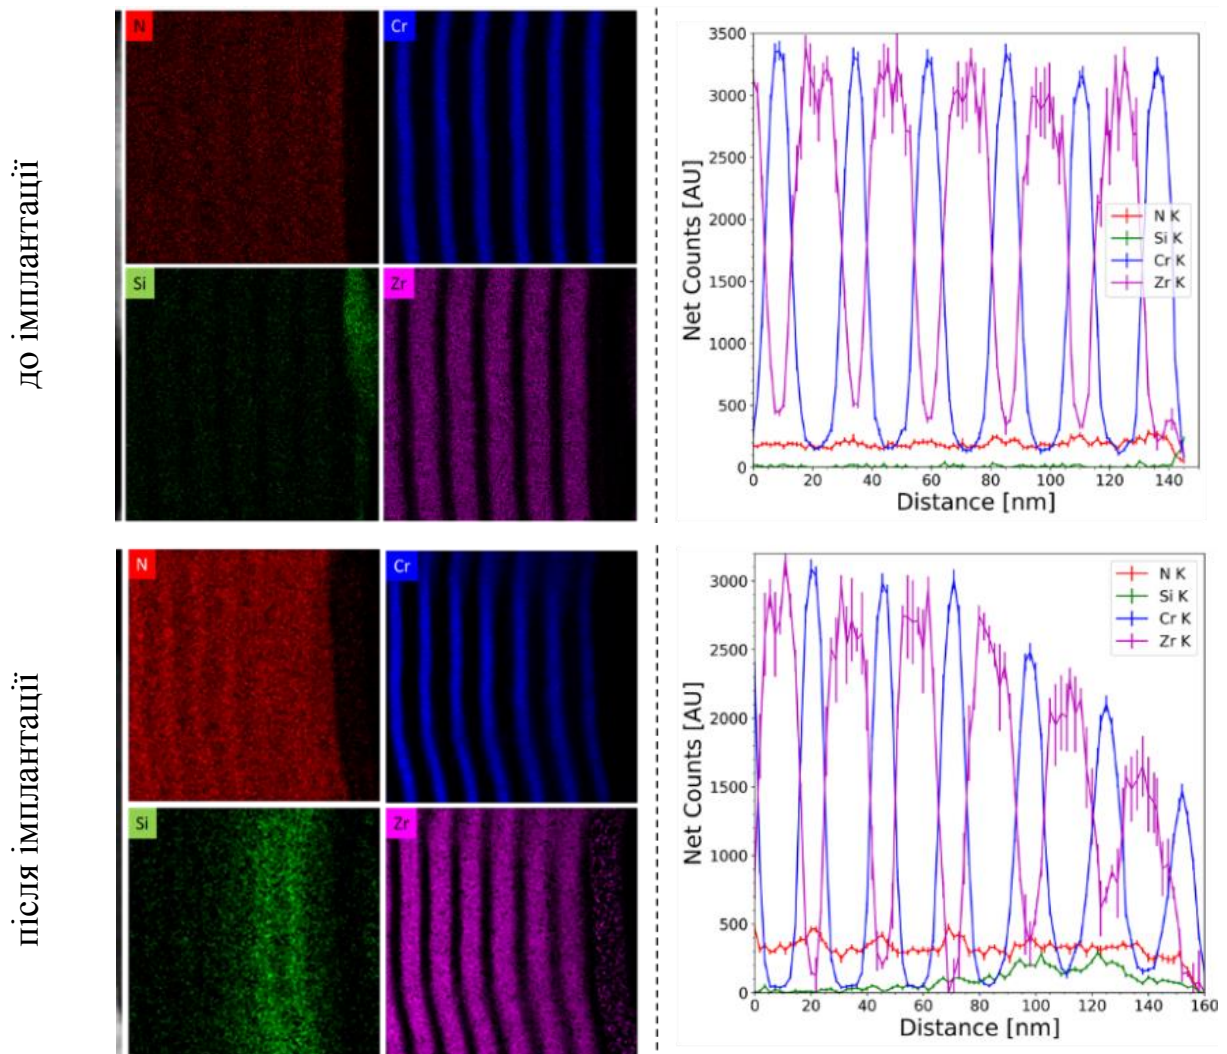 до імплантації
N
Cr
Si
Zr
3500
3000
2500
2000
1500
1000
500
0
Net Counts [AU]
N K
Si K
Cr K
Zr K
0 20 40 60 80 100 120 140
Distance [nm]
після імплантації
N
Cr
Si
Zr
3000
2500
2000
1500
1000
500
0
Net Counts [AU]
N K
Si K
Cr K
Zr K
0 20 40 60 80 100 120 140 160
Distance [nm]